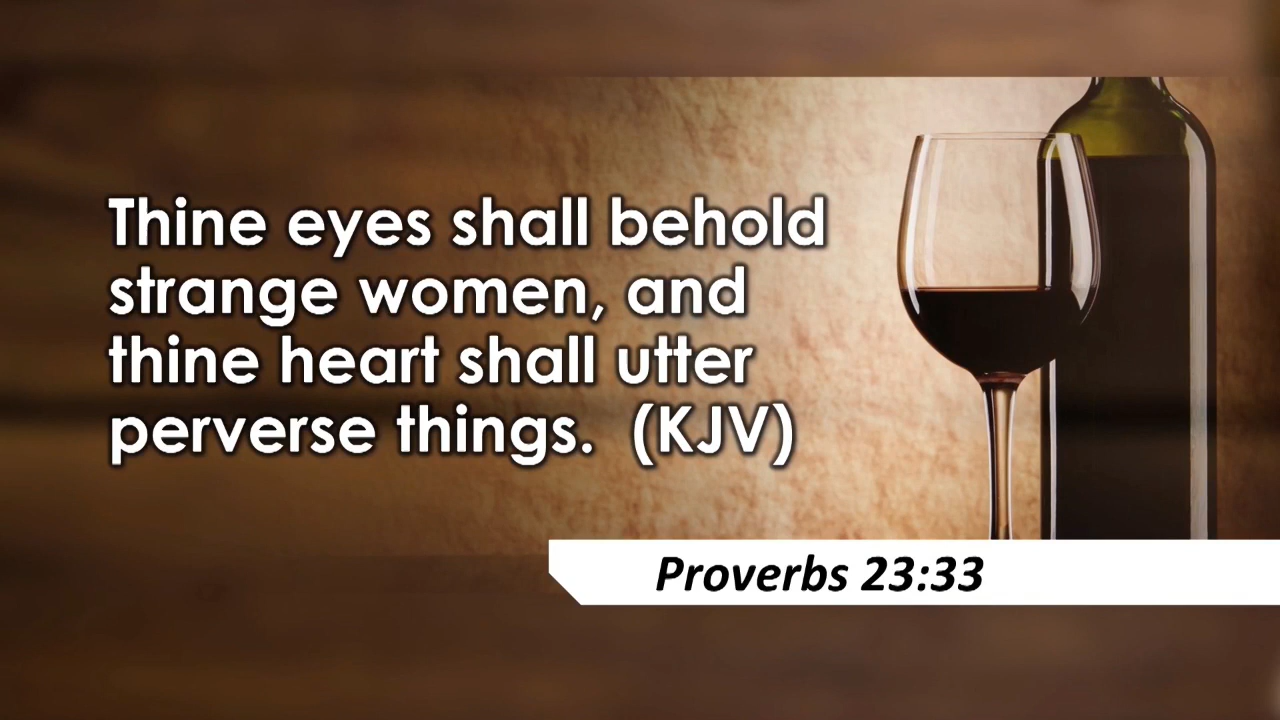 Thine eyes shall behold
strange women, and
thine heart shall utter
perverse things.  (KJV)
Proverbs 23:33